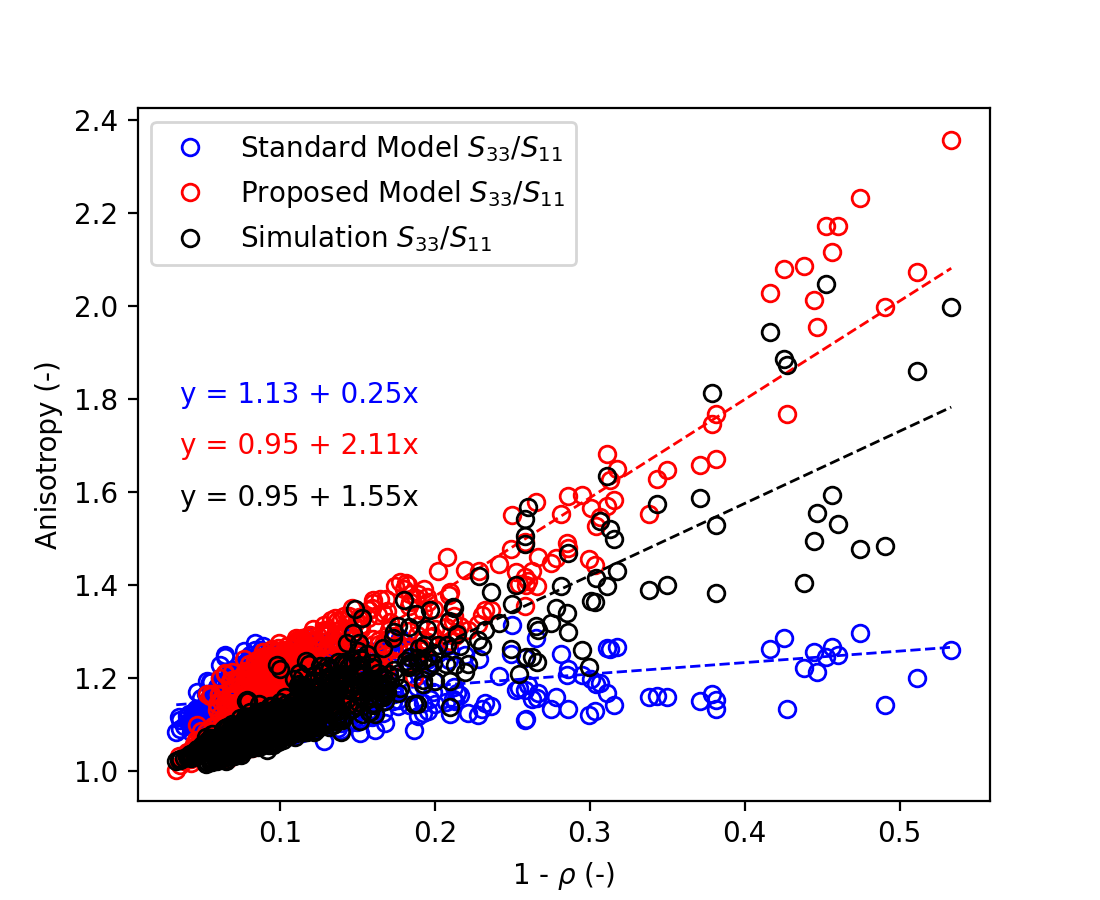 2.4
2.2
2.0
1.8
1.6
1.4
1.2
1.0
Anisotropy (-)
Standard Model S33/S11
Proposed Model S33/S11
Simulation S33/S11
y = 1.13 + 0.25x
y = 0.95 + 2.11x
y = 0.95 + 1.55x
0.1 0.2 0.3 0.4 0.5
1 - ρ (-)